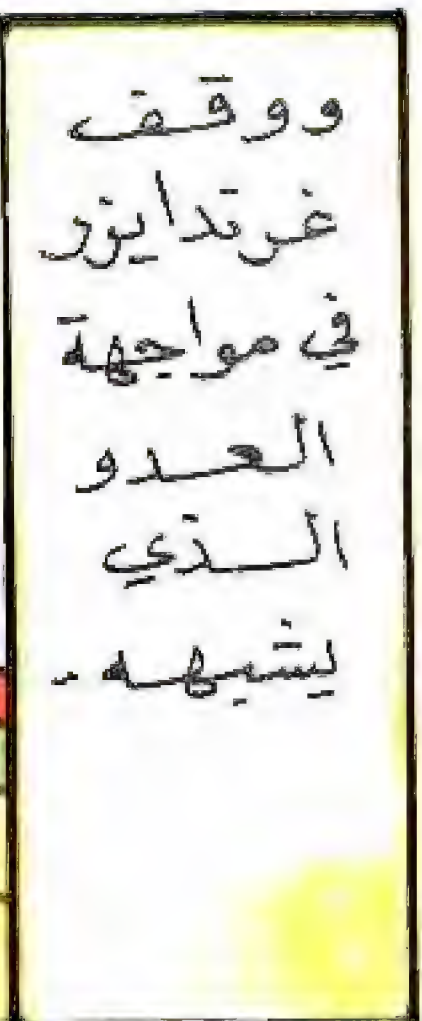 ووقف
غرندايزر
في مواجهة
العدو
الذي
يشبهه .